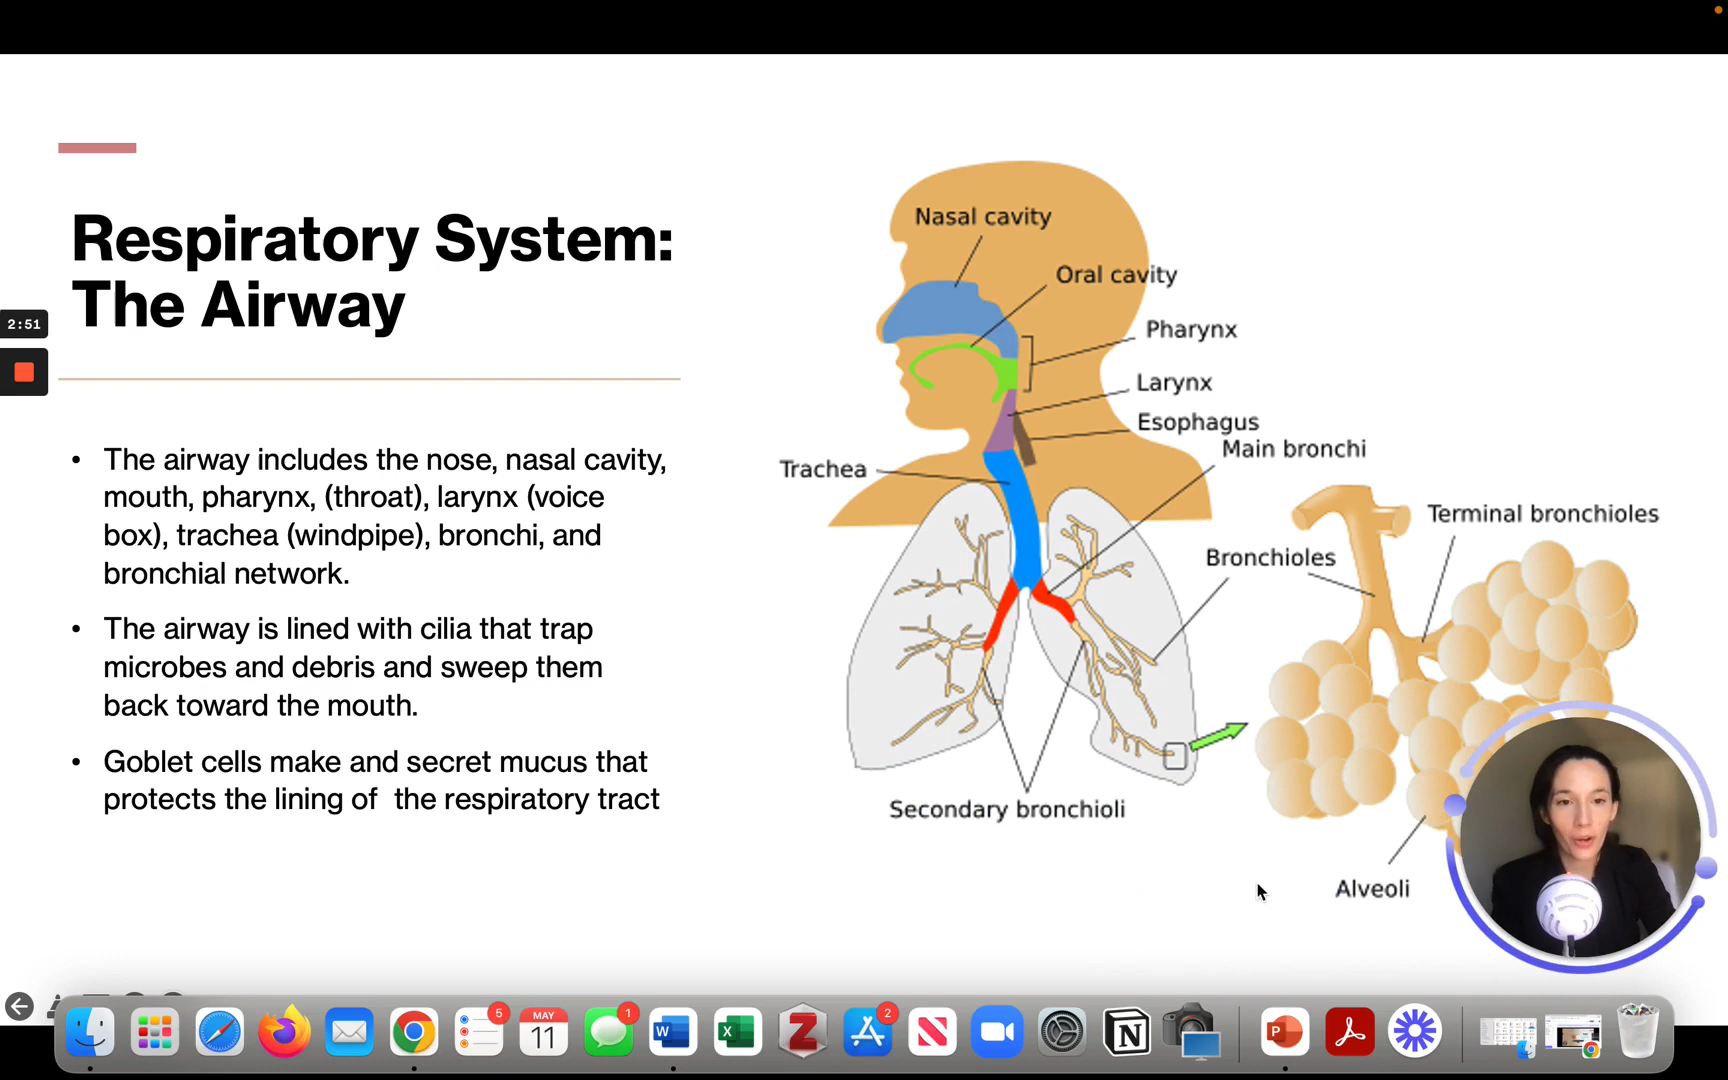 Respiratory System:
The Airway
2:51
• The airway includes the nose, nasal cavity,
mouth, pharynx, (throat), larynx (voice
box), trachea (windpipe), bronchi, and
bronchial network.
• The airway is lined with cilia that trap
microbes and debris and sweep them
back toward the mouth.
• Goblet cells make and secret mucus that
protects the lining of the respiratory tract
Nasal cavity
Oral cavity
Pharynx
Larynx
Esophagus
Main bronchi
Trachea
Terminal bronchioles
Bronchioles
Secondary bronchioli
Alveoli
5
MAY
11
1
W
X
Z
2
N
N
P